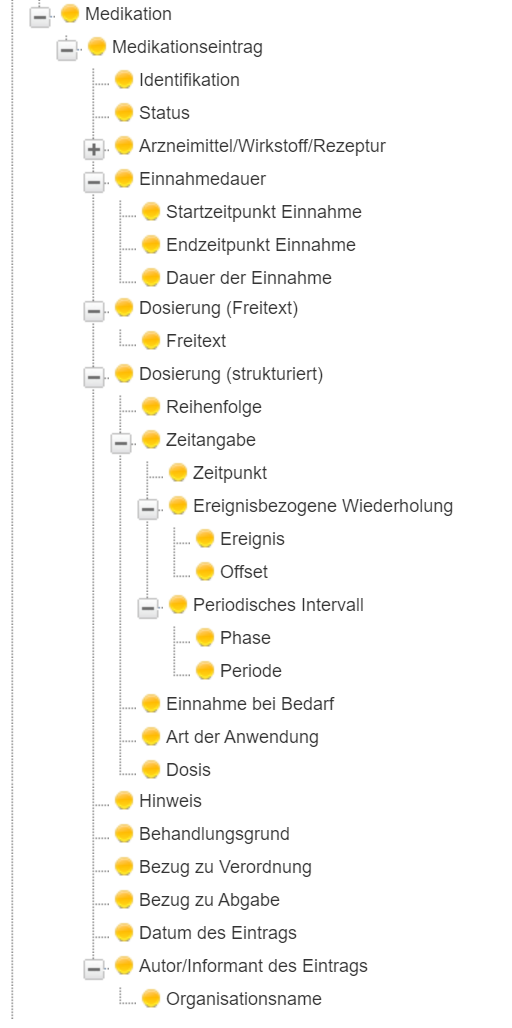 Medikation
Medikationseintrag
Identifikation
Status
Arzneimittel/Wirkstoff/Rezeptur
Einnahmedauer
Startzeitpunkt Einnahme
Endzeitpunkt Einnahme
Dauer der Einnahme
Dosierung (Freitext)
Freitext
Dosierung (strukturiert)
Reihenfolge
Zeitangabe
Zeitpunkt
Ereignisbezogene Wiederholung
Ereignis
Offset
Periodisches Intervall
Phase
Periode
Einnahme bei Bedarf
Art der Anwendung
Dosis
Hinweis
Behandlungsgrund
Bezug zu Verordnung
Bezug zu Abgabe
Datum des Eintrags
Autor/Informant des Eintrags
Organisationsname